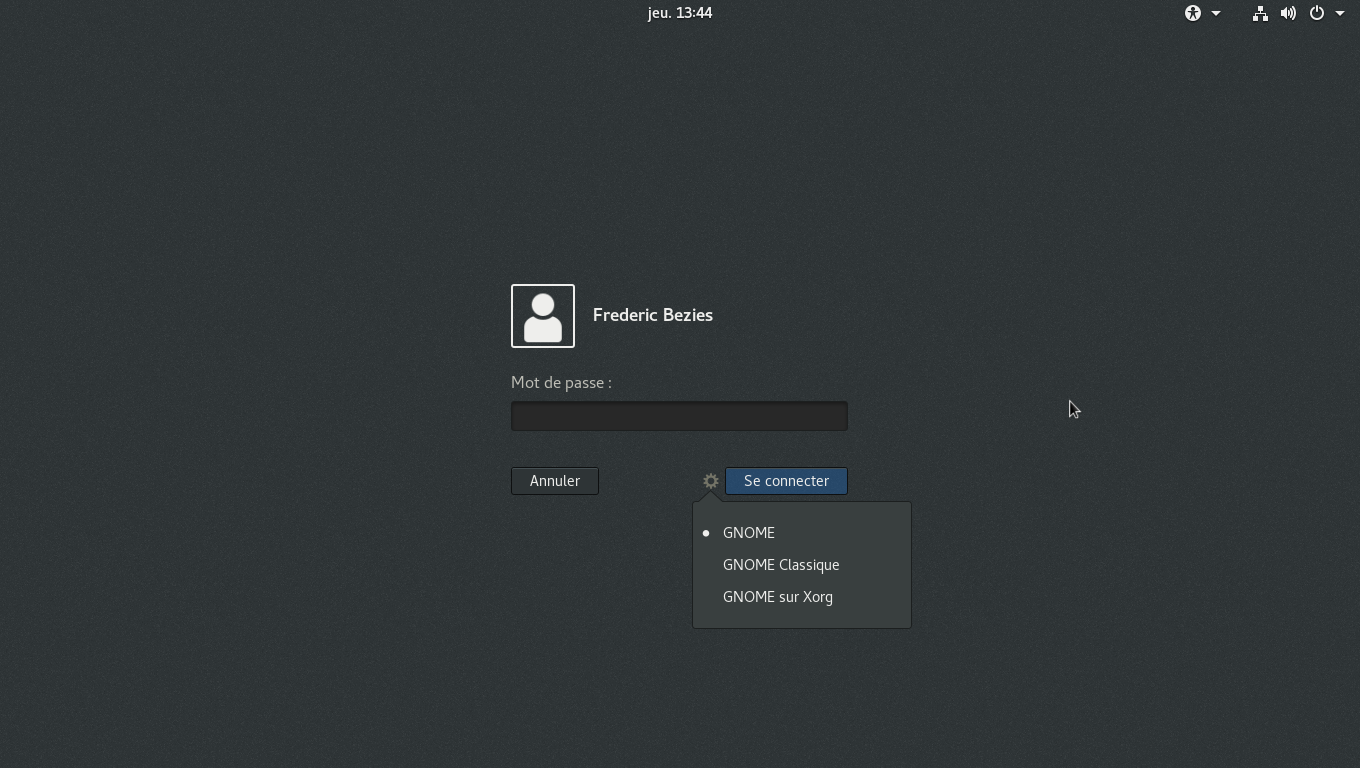 jeu. 13:44
Frederic Bezies
Mot de passe :
Annuler
Se connecter
GNOME
GNOME Classique
GNOME sur Xorg